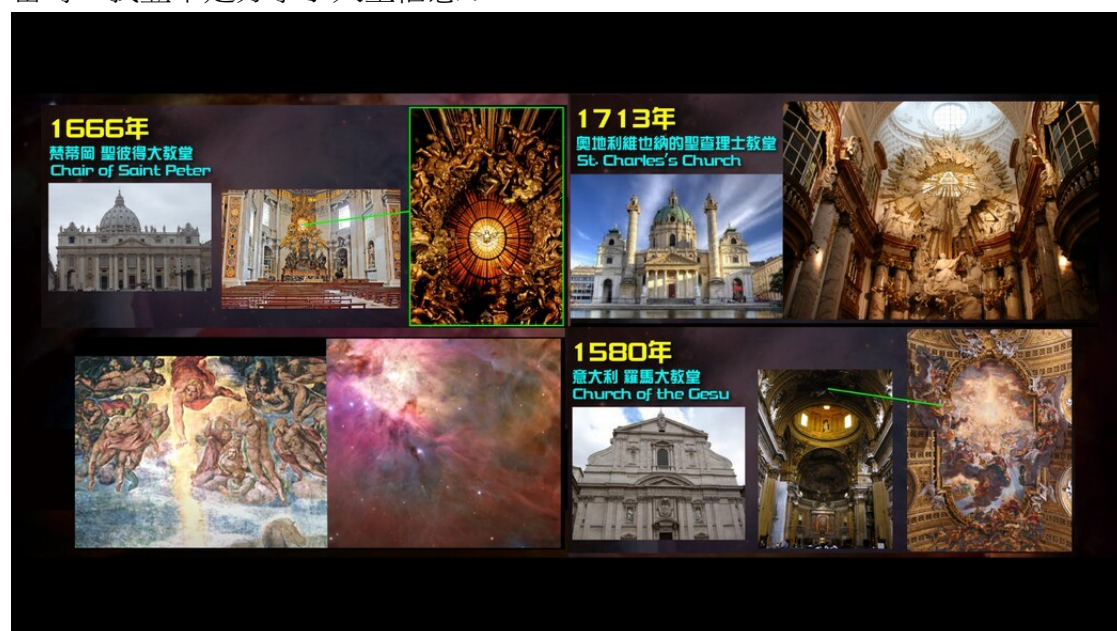 1666年
梵蒂岡 聖彼得大教堂
Chair of Saint Peter
1713年
奧地利維也納的聖查理士教堂
St. Charles's Church
1580年
意大利 羅馬大教堂
Church of the Gesu